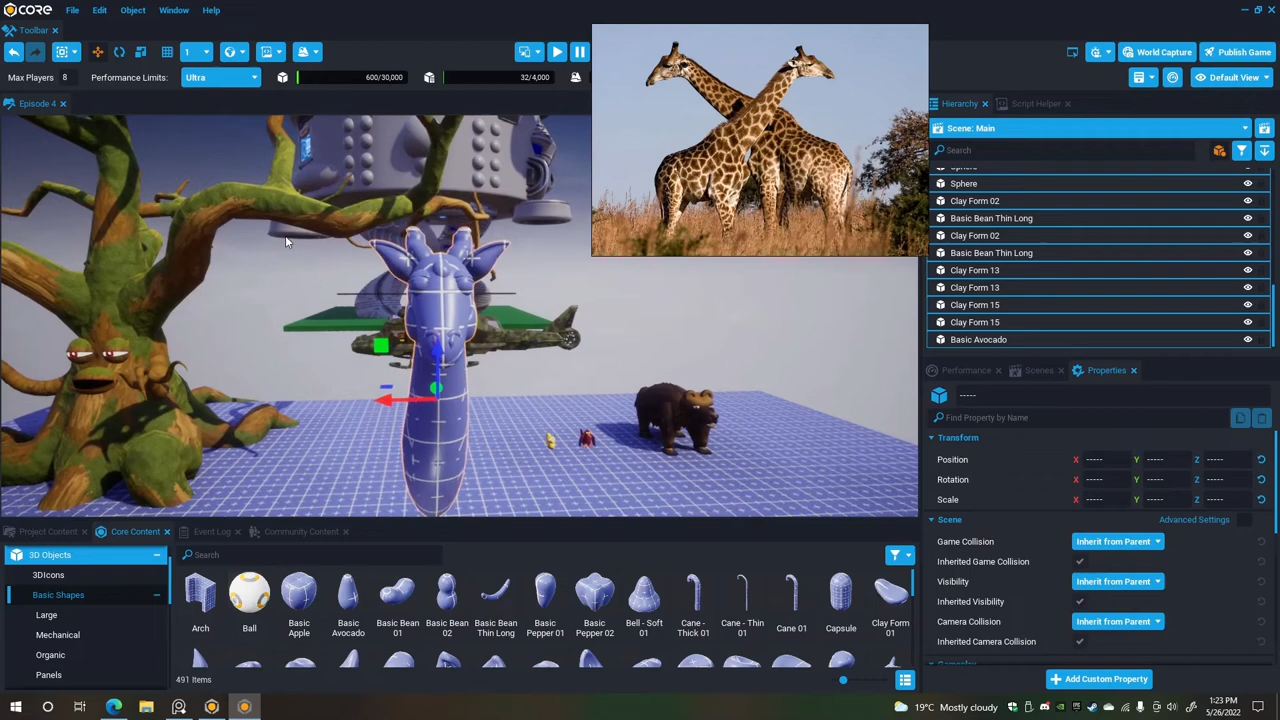 CORE File Edit Object Window Help
Toolbar
1 World Capture Publish Game
Max Players 8 Performance Limits: Ultra 600/30,000 32/4,000 Default View
Episode 4 Hierarchy Script Helper
Scene: Main
Search
Sphere
Clay Form 02
Basic Bean Thin Long
Clay Form 02
Basic Bean Thin Long
Clay Form 13
Clay Form 13
Clay Form 15
Clay Form 15
Basic Avocado
Performance Scenes Properties
-----
Find Property by Name
Transform
Position X ----- Y ----- Z -----
Rotation X ----- Y ----- Z -----
Scale X ----- Y ----- Z -----
Scene Advanced Settings
Game Collision Inherit from Parent
Inherited Game Collision
Visibility Inherit from Parent
Inherited Visibility
Camera Collision Inherit from Parent
Inherited Camera Collision
Add Custom Property
Project Content Core Content Event Log Community Content
3D Objects
Search
3DIcons
Basic Shapes
Large
Mechanical
Organic
Panels
Arch
Ball
Basic Apple
Basic Avocado
Basic Bean 01
Basic Bean 02
Basic Bean Thin Long
Basic Pepper 01
Basic Pepper 02
Bell - Soft 01
Cane - Thick 01
Cane - Thin 01
Cane 01
Capsule
Clay Form 01
491 Items
19°C Mostly cloudy
1:23 PM
5/26/2022